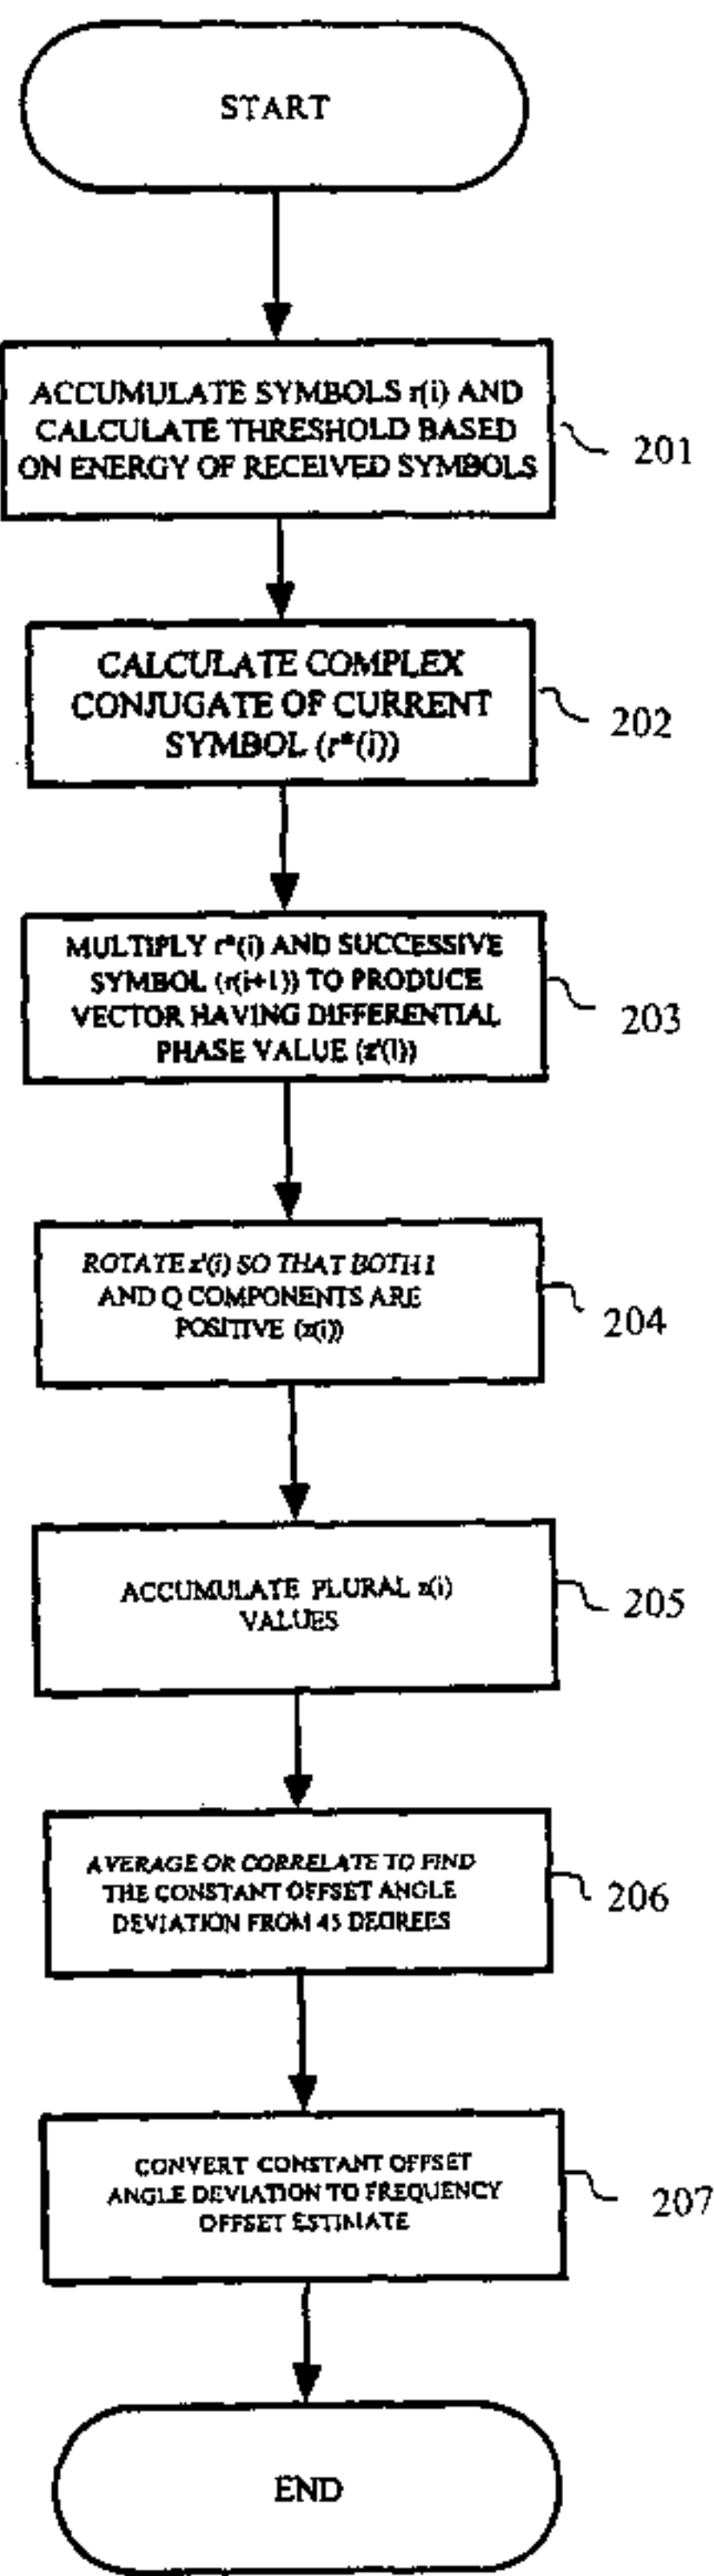 START
ACCUMULATE SYMBOLS r(i) AND
CALCULATE THRESHOLD BASED
ON ENERGY OF RECEIVED SYMBOLS
201
CALCULATE COMPLEX
CONJUGATE OF CURRENT
SYMBOL (r*(i))
202
MULTIPLY r*(i) AND SUCCESSIVE
SYMBOL (r(i+1)) TO PRODUCE
VECTOR HAVING DIFFERENTIAL
PHASE VALUE (z'(i))
203
ROTATE z'(i) SO THAT BOTH I
AND Q COMPONENTS ARE
POSITIVE (z(i))
204
ACCUMULATE PLURAL z(i)
VALUES
205
AVERAGE OR CORRELATE TO FIND
THE CONSTANT OFFSET ANGLE
DEVIATION FROM 45 DEGREES
206
CONVERT CONSTANT OFFSET
ANGLE DEVIATION TO FREQUENCY
OFFSET ESTIMATE
207
END